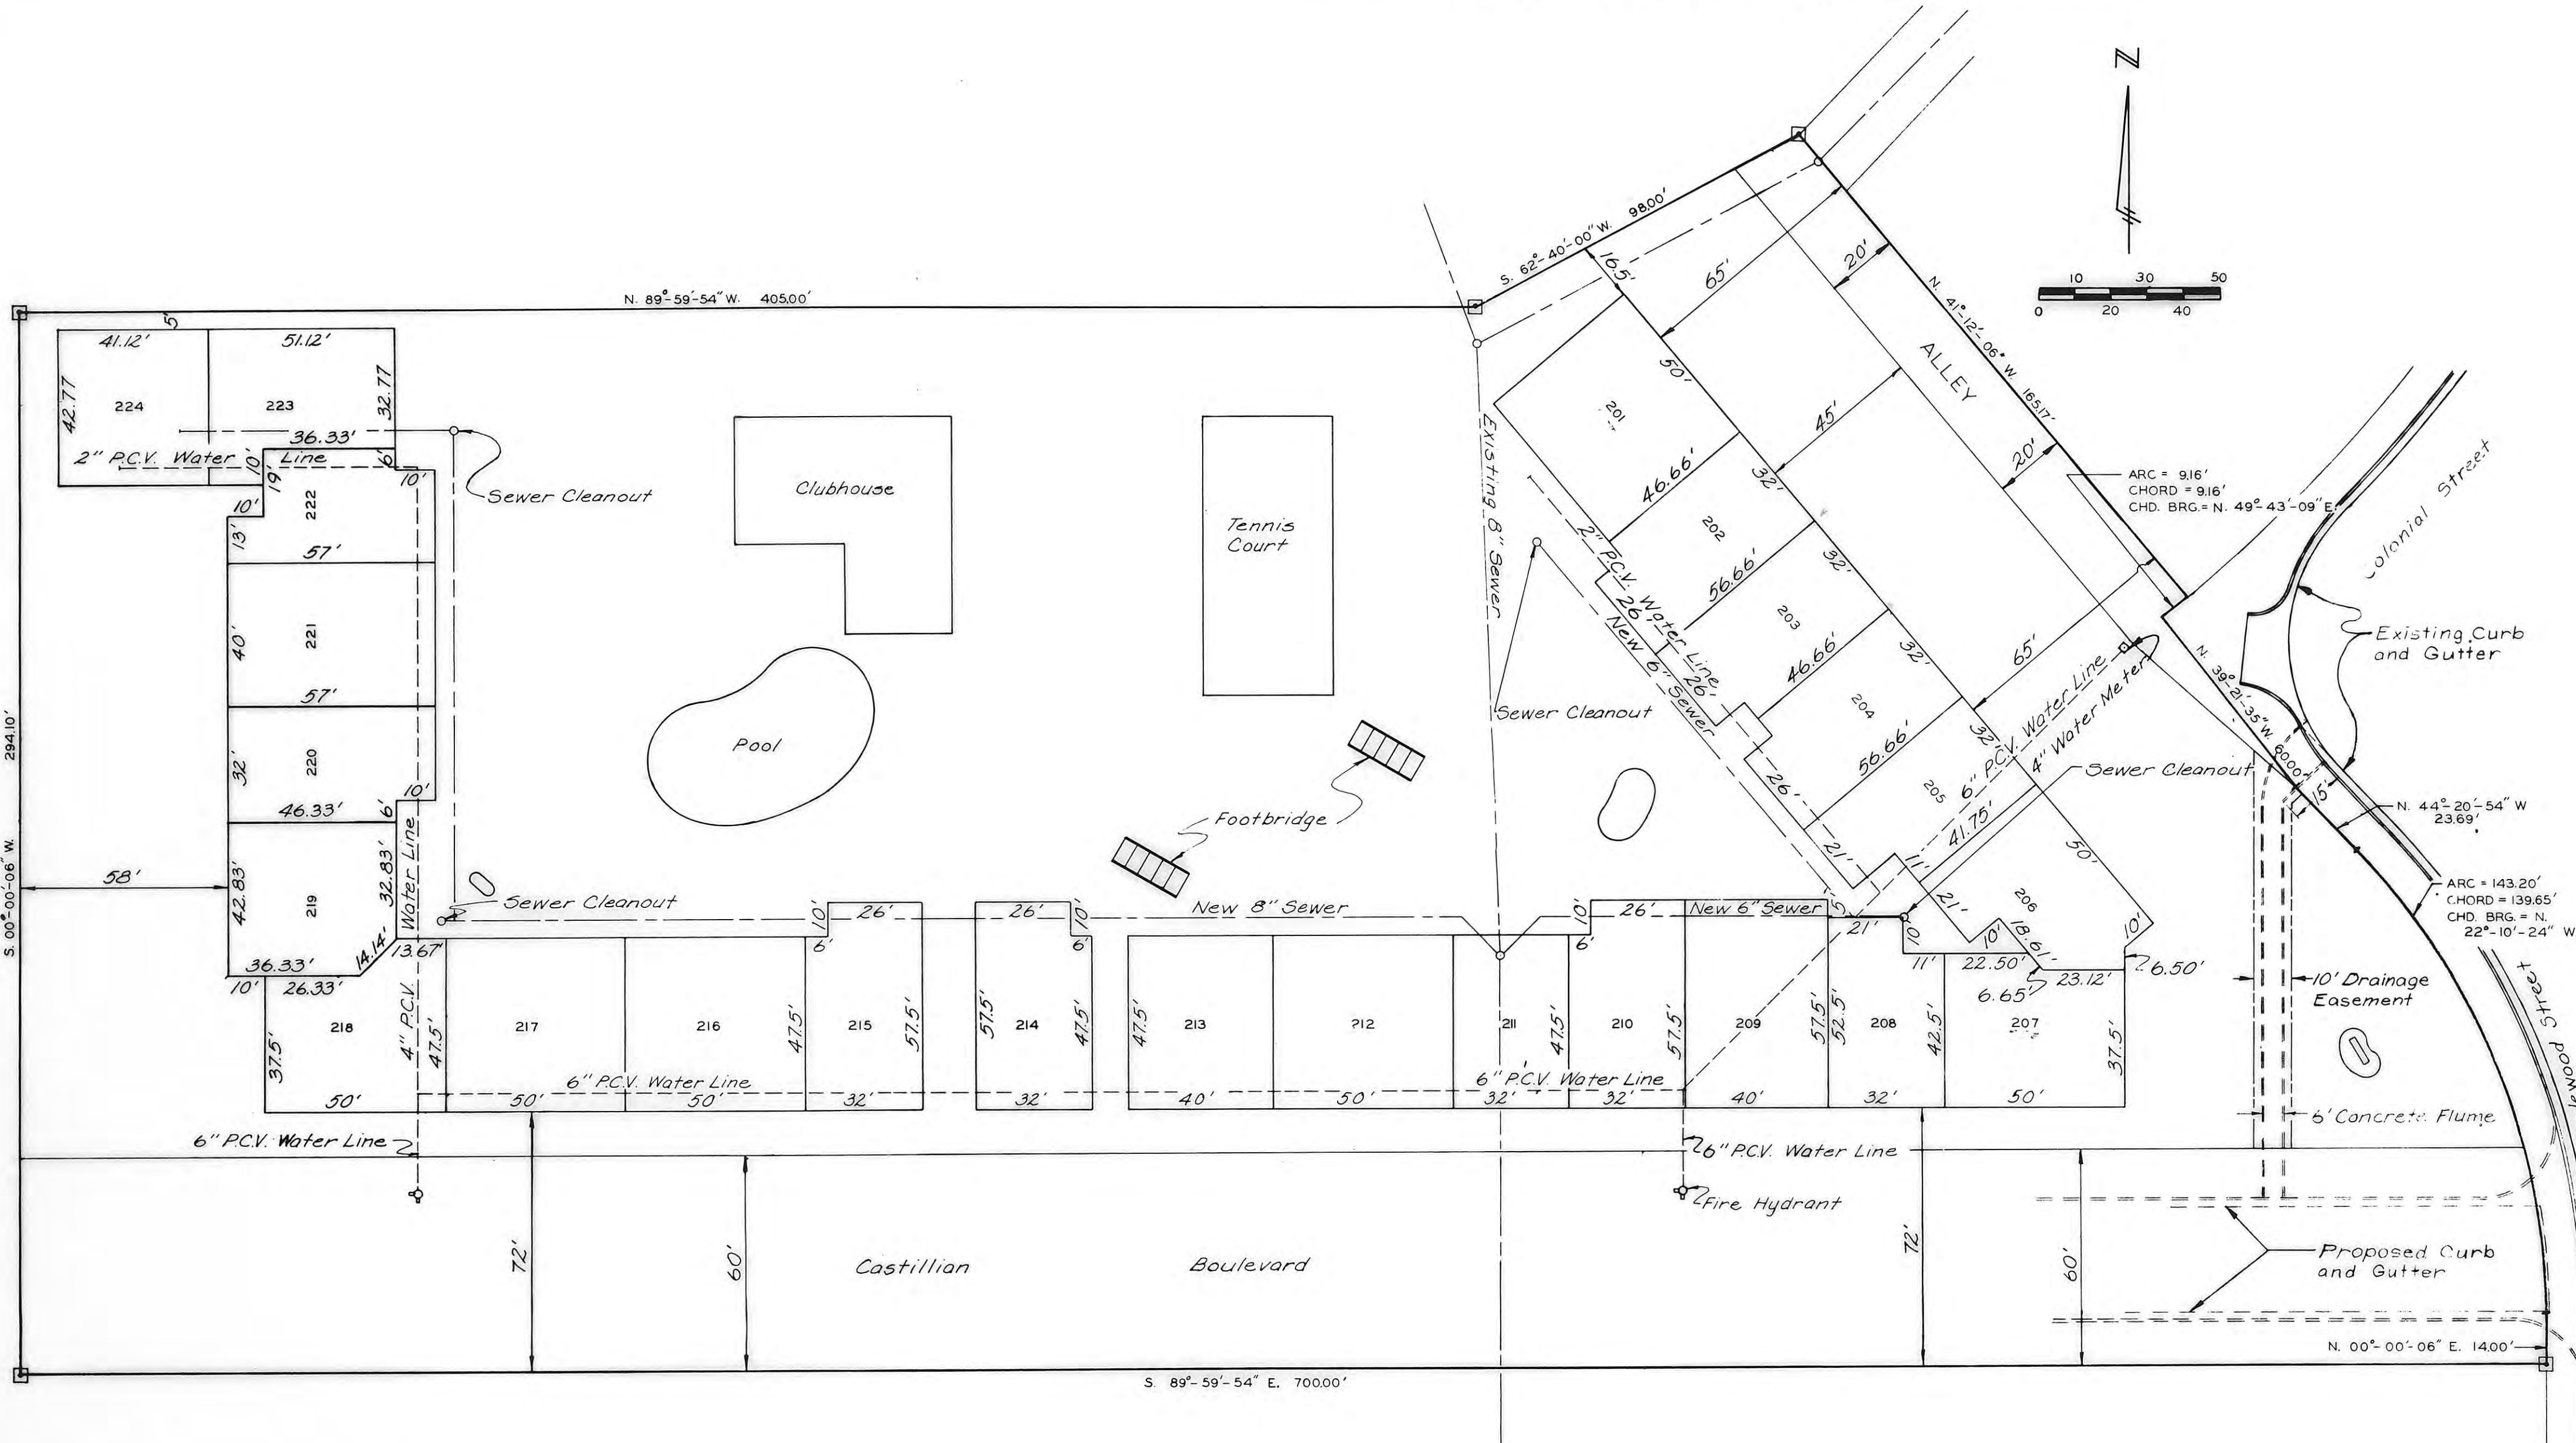 N
10 30 50
0 20 40
S. 62°-40'-00" W. 98.00'
N. 89°-59'-54" W. 405.00'
16.5'
65'
20'
N. 41°-12'-06" W. 165.17'
ALLEY
5'
41.12'
51.12'
42.77
32.77
224
223
36.33'
2" P.C.V. Water Line
10'
19'
6'
10'
10'
13'
222
57'
Sewer Cleanout
Clubhouse
Tennis
Court
Existing 8" Sewer
201
50'
46.66'
45'
32'
20'
ARC = 9.16'
CHORD = 9.16'
CHD. BRG. = N. 49°-43'-09" E.
Colonial Street
Existing Curb
and Gutter
202
56.66'
32'
2" P.C.V. Water Line
26'
26'
New 6" Sewer
203
46.66'
32'
65'
N. 39°-21'-35" W. 60.00'
40'
221
57'
32'
220
46.33'
10'
6'
S. 00°-00'-06" W. 294.10'
Pool
Footbridge
Sewer Cleanout
204
56.66'
32'
26'
6" P.C.V. Water Line
4" Water Meter
Sewer Cleanout
205
41.75'
15'
N. 44°-20'-54" W
23.69'
58'
42.83'
219
32.83'
4" P.C.V. Water Line
14.14'
13.67'
36.33'
10'
26.33'
Sewer Cleanout
10'
26'
6'
26'
10'
6'
New 8" Sewer
10'
26'
6'
New 6" Sewer
5'
21'
21'
11'
21'
50'
206
10'
18.61'
10'
10'
11'
22.50'
6.65'
23.12'
6.50'
ARC = 143.20'
CHORD = 139.65'
CHD. BRG. = N.
22°-10'-24" W
37.5'
218
50'
47.5'
217
50'
216
50'
47.5'
215
32'
57.5'
57.5'
214
32'
47.5'
47.5'
213
40'
212
50'
211
32'
47.5'
210
32'
57.5'
209
40'
57.5'
52.5'
208
32'
42.5'
207
50'
37.5'
6" P.C.V. Water Line
6" P.C.V. Water Line
10' Drainage
Easement
6' Concrete Flume
6" P.C.V. Water Line
6" P.C.V. Water Line
Fire Hydrant
72'
60'
Castillian Boulevard
72'
60'
Proposed Curb
and Gutter
N. 00°-00'-06" E. 14.00'
S. 89°-59'-54" E. 700.00'
Street